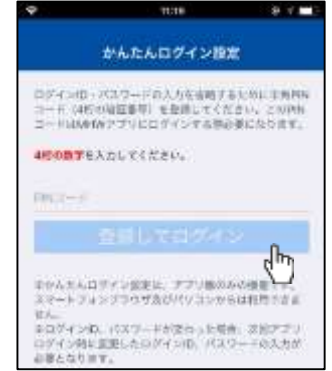 11:19
かんたんログイン設定
ログインID・パスワードの入力を省略するために
コード（4桁の暗証番号）を登録してください。このPIN
コードはMHWアプリにログインする際必要になります。
4桁の数字を入力してください。
PINコード
登録してログイン
※かんたんログイン設定は、アプリ版のみの機能です。
スマートフォンブラウザ及びパソコンからは利用できま
せん。
※ログインID、パスワードが変わった場合、次回アプリ
ログイン時に変更したログインID、パスワードの入力が
必要となります。